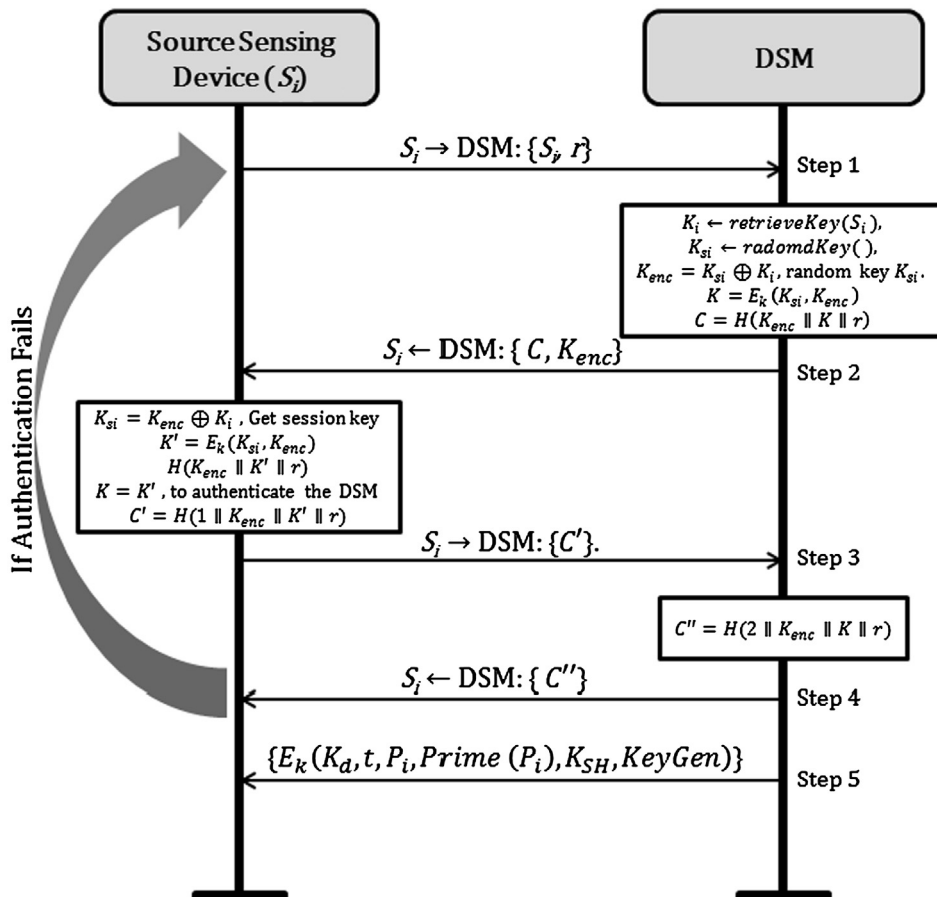 Source Sensing
Device (Sᵢ)
DSM
Sᵢ → DSM: {Sᵢ, r}
Step 1
Kᵢ ← retrieveKey(Sᵢ),
Kₛᵢ ← radomdKey( ),
K_enc = Kₛᵢ ⊕ Kᵢ, random key Kₛᵢ.
K = Eₖ(Kₛᵢ, K_enc)
C = H(K_enc ∥ K ∥ r)
Sᵢ ← DSM: { C, K_enc}
Step 2
Kₛᵢ = K_enc ⊕ Kᵢ , Get session key
K′ = Eₖ(Kₛᵢ, K_enc)
H(K_enc ∥ K′ ∥ r)
K = K′ , to authenticate the DSM
C′ = H(1 ∥ K_enc ∥ K′ ∥ r)
Sᵢ → DSM: {C′}.
Step 3
C″ = H(2 ∥ K_enc ∥ K ∥ r)
Sᵢ ← DSM: { C″}
Step 4
{Eₖ(K_d, t, Pᵢ, Prime (Pᵢ), K_SH, KeyGen)}
Step 5
If Authentication Fails